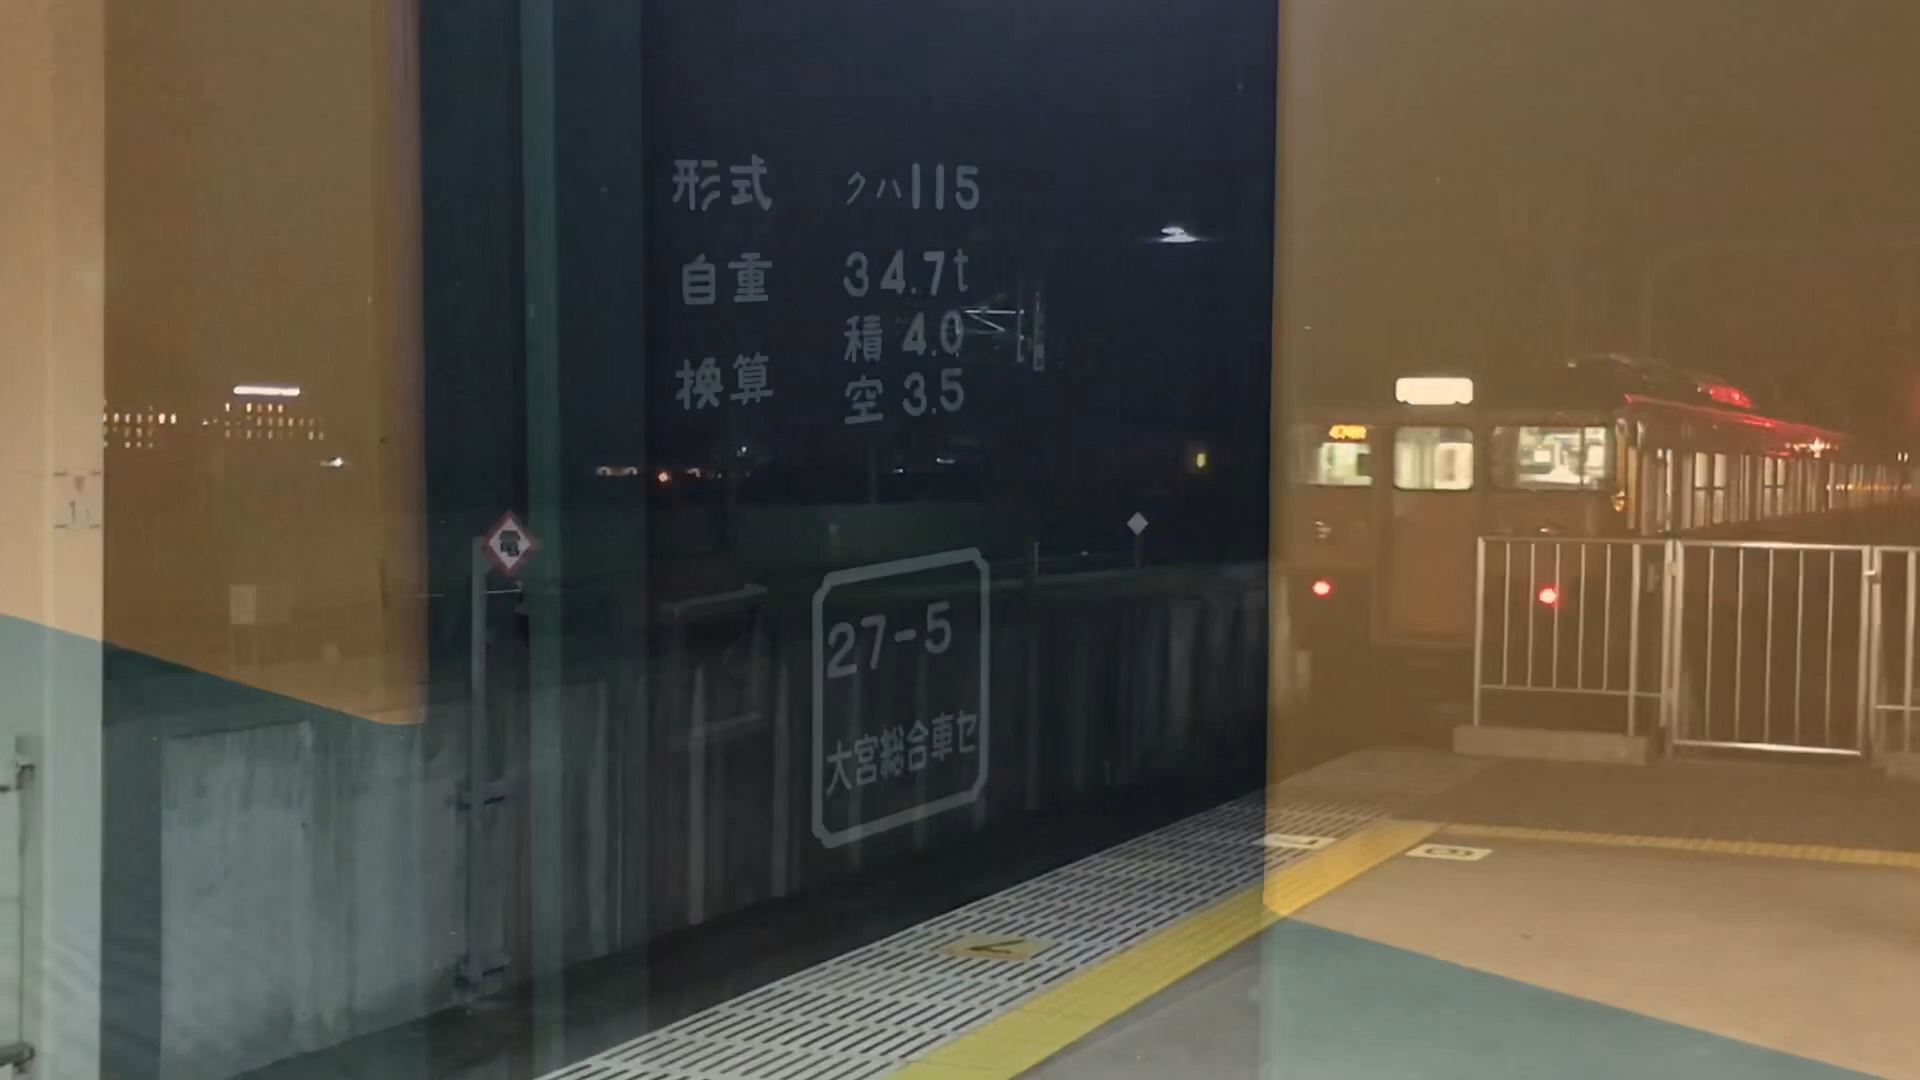 形式 クハ115
自重 34.7t
換算 積 4.0
空 3.5
電
27-5
大宮総合車セ